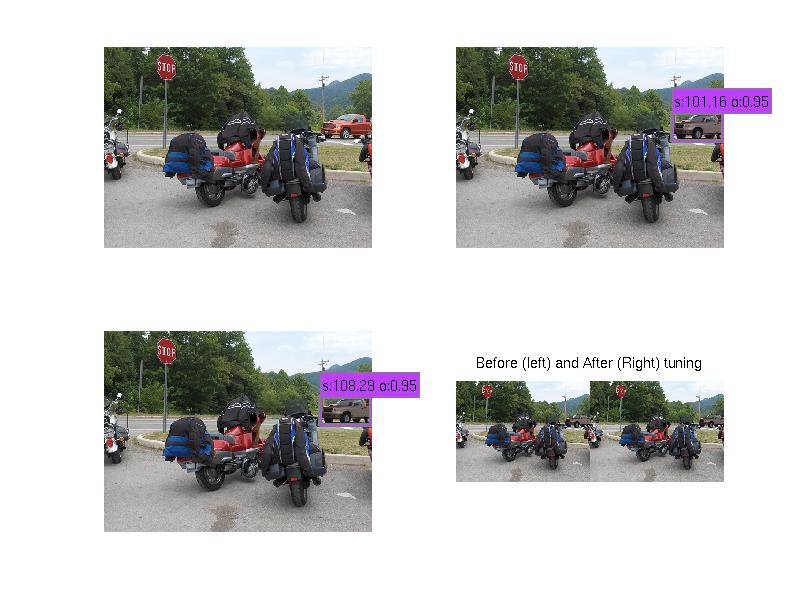 STOP
STOP
s:101.16 o:0.95
STOP
s:108.29 o:0.95
Before (left) and After (Right) tuning